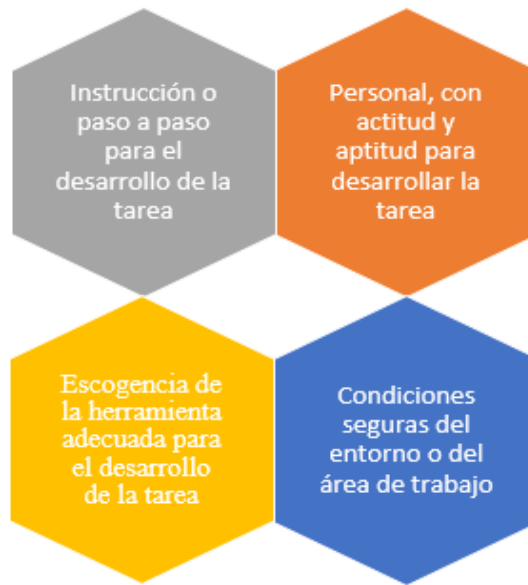 Instrucción o
paso a paso
para el
desarrollo de la
tarea
Personal, con
actitud y
aptitud para
desarrollar la
tarea
Escogencia de
la herramienta
adecuada para
el desarrollo
de la tarea
Condiciones
seguras del
entorno o del
área de trabajo